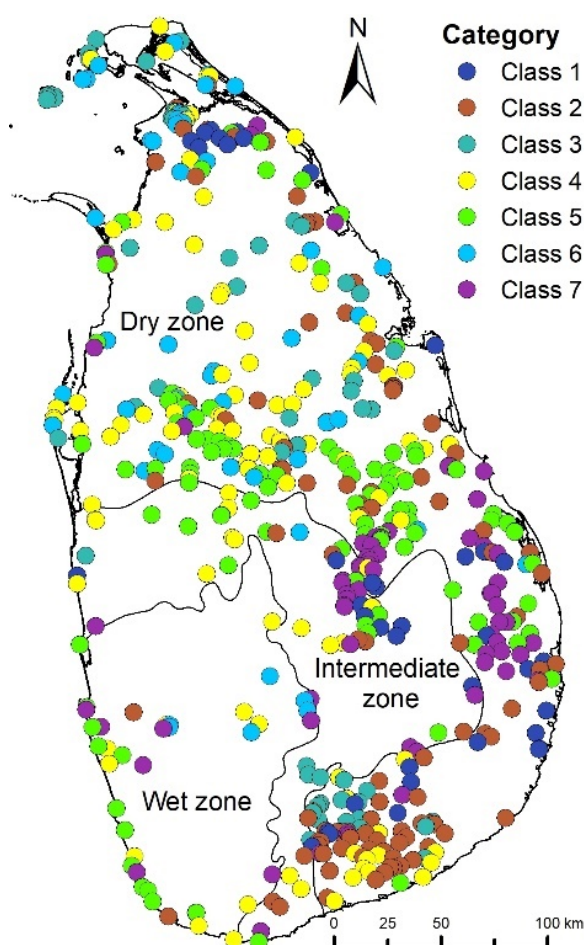 N
Category
Class 1
Class 2
Class 3
Class 4
Class 5
Class 6
Class 7
Dry zone
Intermediate
zone
Wet zone
0 25 50 100 km